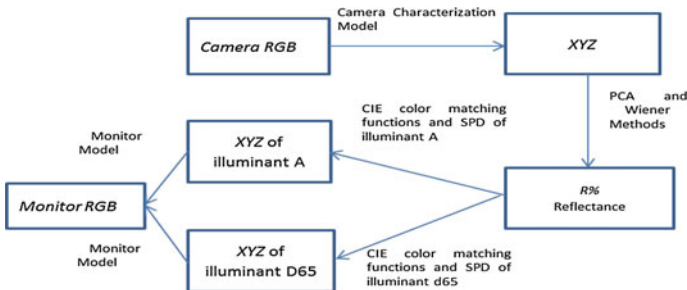 Camera Characterization
Model
Camera RGB
XYZ
PCA and
Wiener
Methods
CIE color matching
functions and SPD of
illuminant A
Monitor
Model
XYZ of
illuminant A
Monitor RGB
R%
Reflectance
Monitor
Model
XYZ of
illuminant D65
CIE color matching
functions and SPD of
illuminant d65